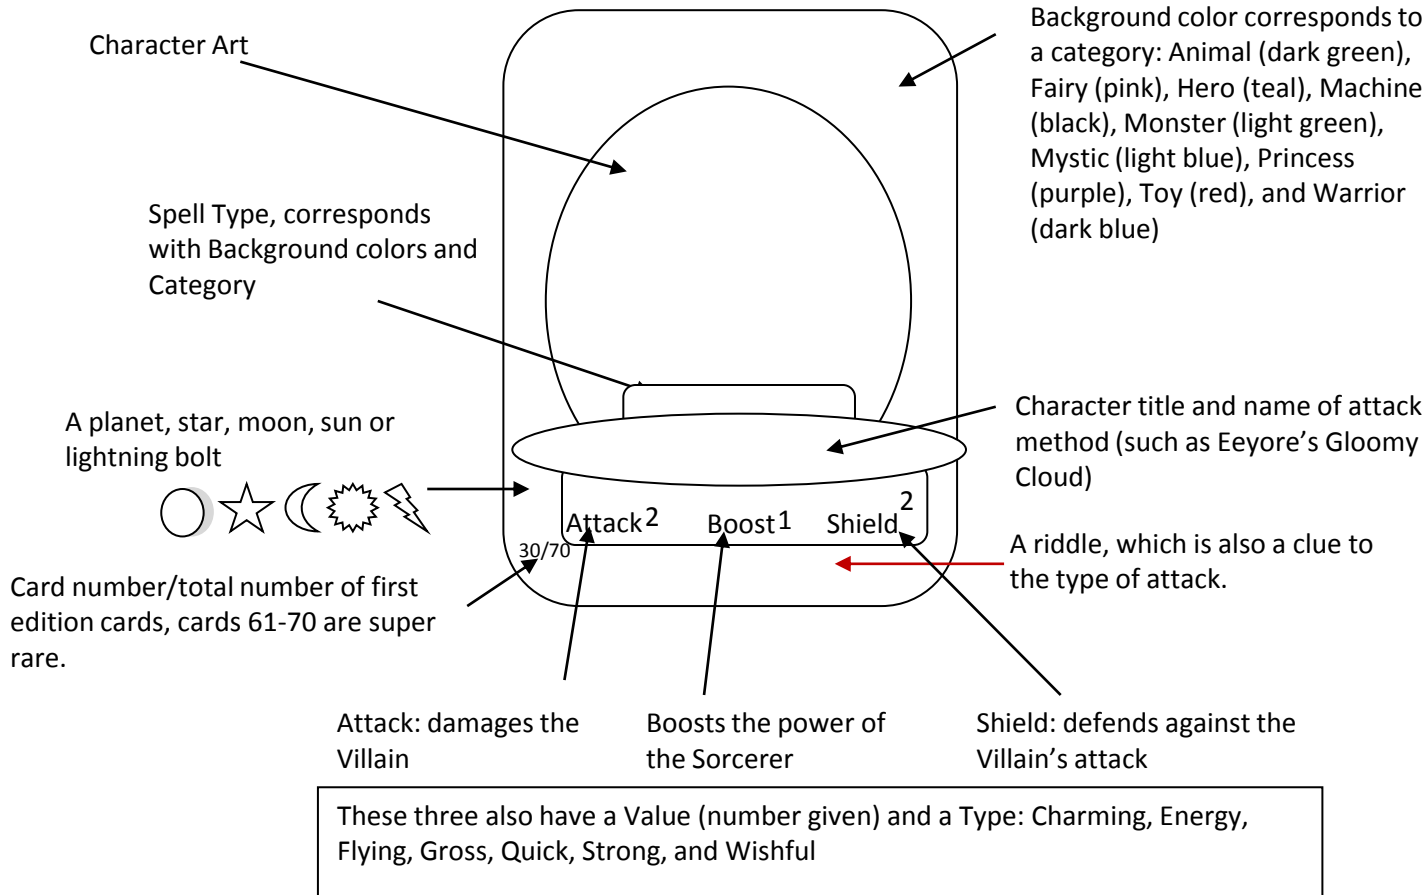 Character Art
Background color corresponds to
a category: Animal (dark green),
Fairy (pink), Hero (teal), Machine
(black), Monster (light green),
Mystic (light blue), Princess
(purple), Toy (red), and Warrior
(dark blue)
Spell Type, corresponds
with Background colors and
Category
A planet, star, moon, sun or
lightning bolt
Character title and name of attack
method (such as Eeyore’s Gloomy
Cloud)
Attack 2 Boost 1 Shield 2
30/70
A riddle, which is also a clue to
the type of attack.
Card number/total number of first
edition cards, cards 61-70 are super
rare.
Attack: damages the
Villain
Boosts the power of
the Sorcerer
Shield: defends against the
Villain’s attack
These three also have a Value (number given) and a Type: Charming, Energy,
Flying, Gross, Quick, Strong, and Wishful